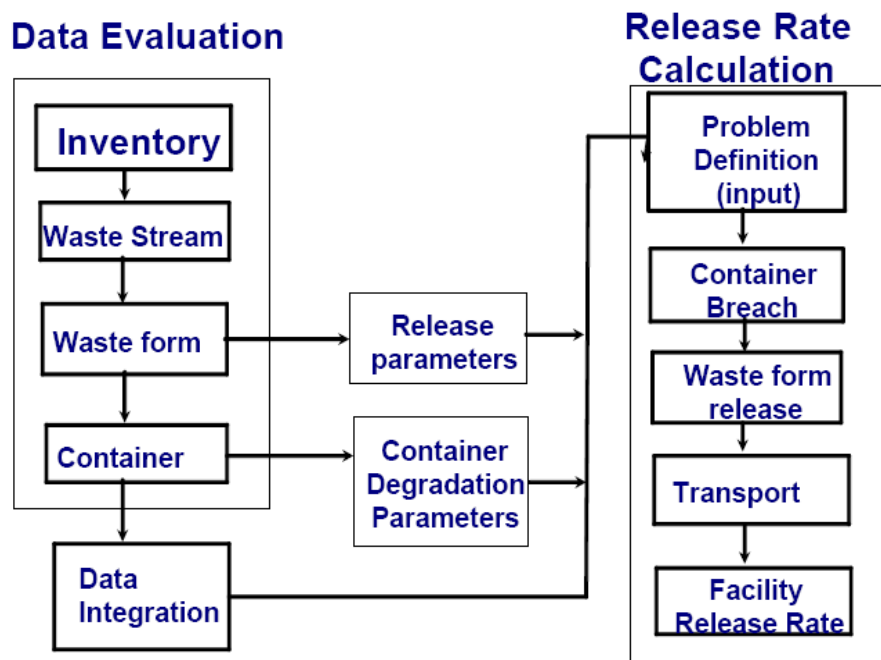 Data Evaluation
Inventory
Waste Stream
Waste form
Container
Data
Integration
Release
parameters
Container
Degradation
Parameters
Release Rate
Calculation
Problem
Definition
(input)
Container
Breach
Waste form
release
Transport
Facility
Release Rate